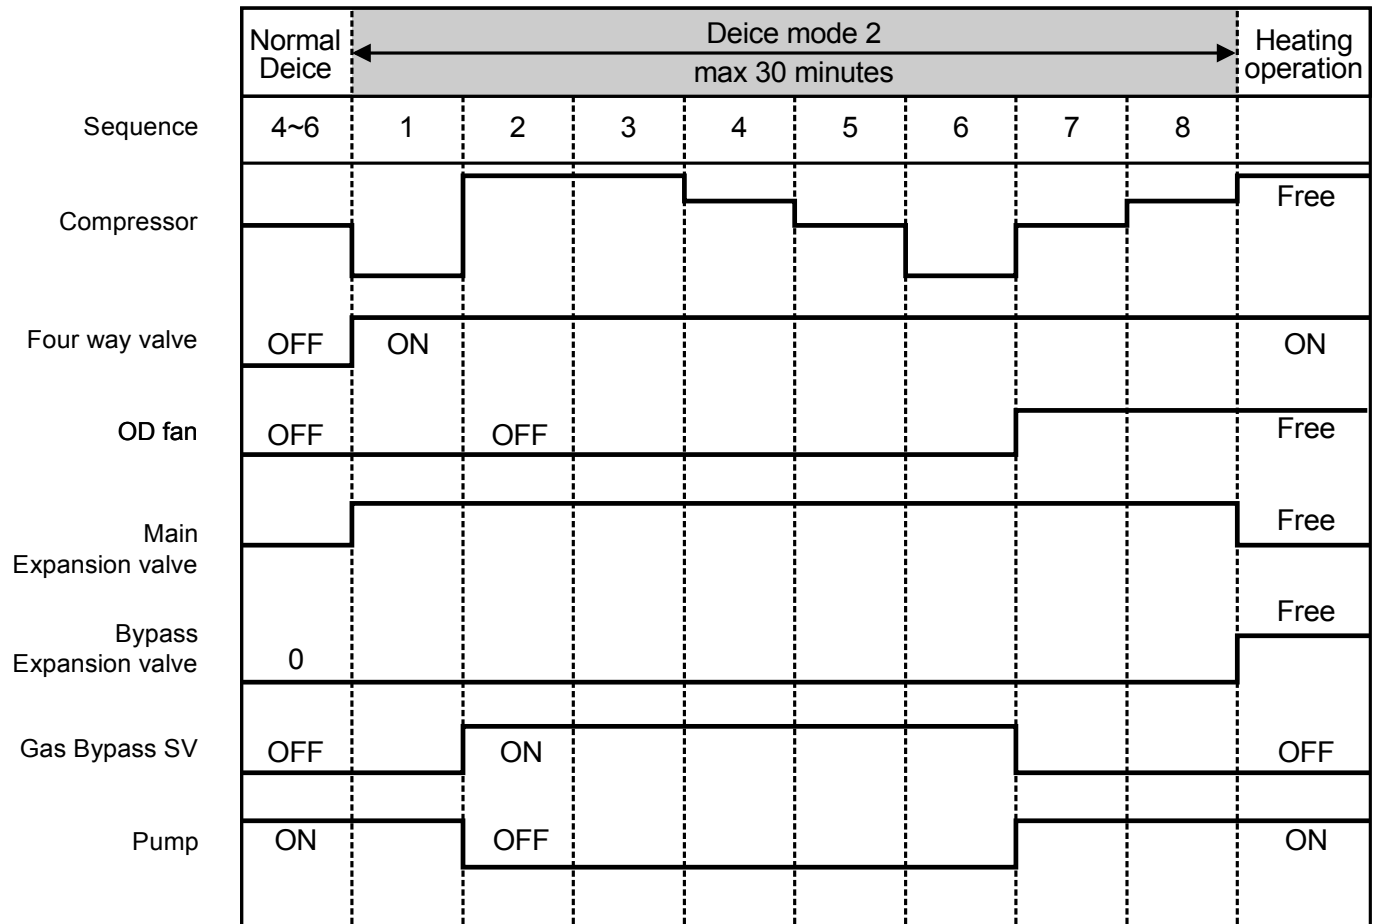 Normal
Deice
Deice mode 2
max 30 minutes
Heating
operation
Sequence 4~6 1 2 3 4 5 6 7 8
Compressor Free
Four way valve OFF ON ON
OD fan OFF OFF Free
Main
Expansion valve Free
Bypass
Expansion valve 0 Free
Gas Bypass SV OFF ON OFF
Pump ON OFF ON